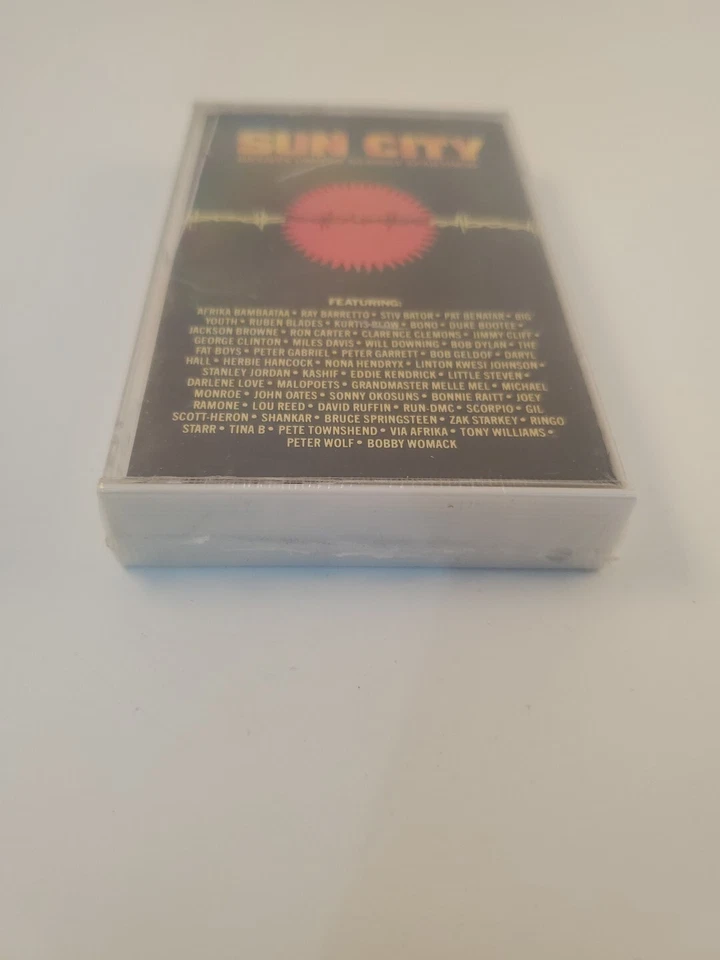 SUN CITY
ARTISTS UNITED AGAINST APARTHEID
FEATURING:
AFRIKA BAMBAATAA • RAY BARRETTO • STIV BATOR • PAT BENATAR • BIG
YOUTH • RUBEN BLADES • KURTIS BLOW • BONO • DUKE BOOTEE •
JACKSON BROWNE • RON CARTER • CLARENCE CLEMONS • JIMMY CLIFF •
GEORGE CLINTON • MILES DAVIS • WILL DOWNING • BOB DYLAN • THE
FAT BOYS • PETER GABRIEL • PETER GARRETT • BOB GELDOF • DARYL
HALL • HERBIE HANCOCK • NONA HENDRYX • LINTON KWESI JOHNSON •
STANLEY JORDAN • KASHIF • EDDIE KENDRICK • LITTLE STEVEN •
DARLENE LOVE • MALOPOETS • GRANDMASTER MELLE MEL • MICHAEL
MONROE • JOHN OATES • SONNY OKOSUNS • BONNIE RAITT • JOEY
RAMONE • LOU REED • DAVID RUFFIN • RUN-DMC • SCORPIO • GIL
SCOTT-HERON • SHANKAR • BRUCE SPRINGSTEEN • ZAK STARKEY • RINGO
STARR • TINA B • PETE TOWNSHEND • VIA AFRIKA • TONY WILLIAMS •
PETER WOLF • BOBBY WOMACK